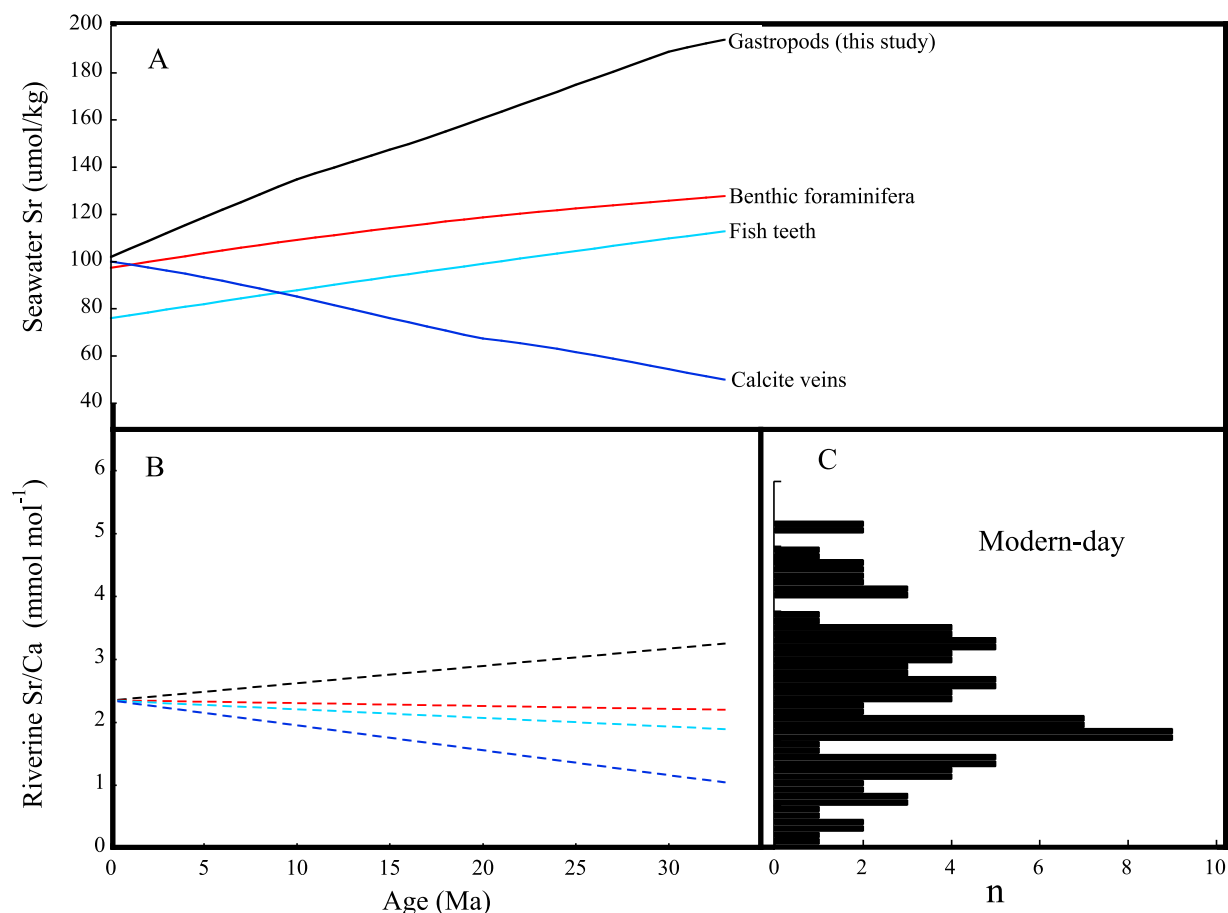 200
180
160
140
120
100
80
60
40
Seawater Sr (umol/kg)
A
Gastropods (this study)
Benthic foraminifera
Fish teeth
Calcite veins
6
5
4
3
2
1
0
Riverine Sr/Ca (mmol mol⁻¹)
B
0 5 10 15 20 25 30
Age (Ma)
C
Modern-day
0 2 4 6 8 10
n